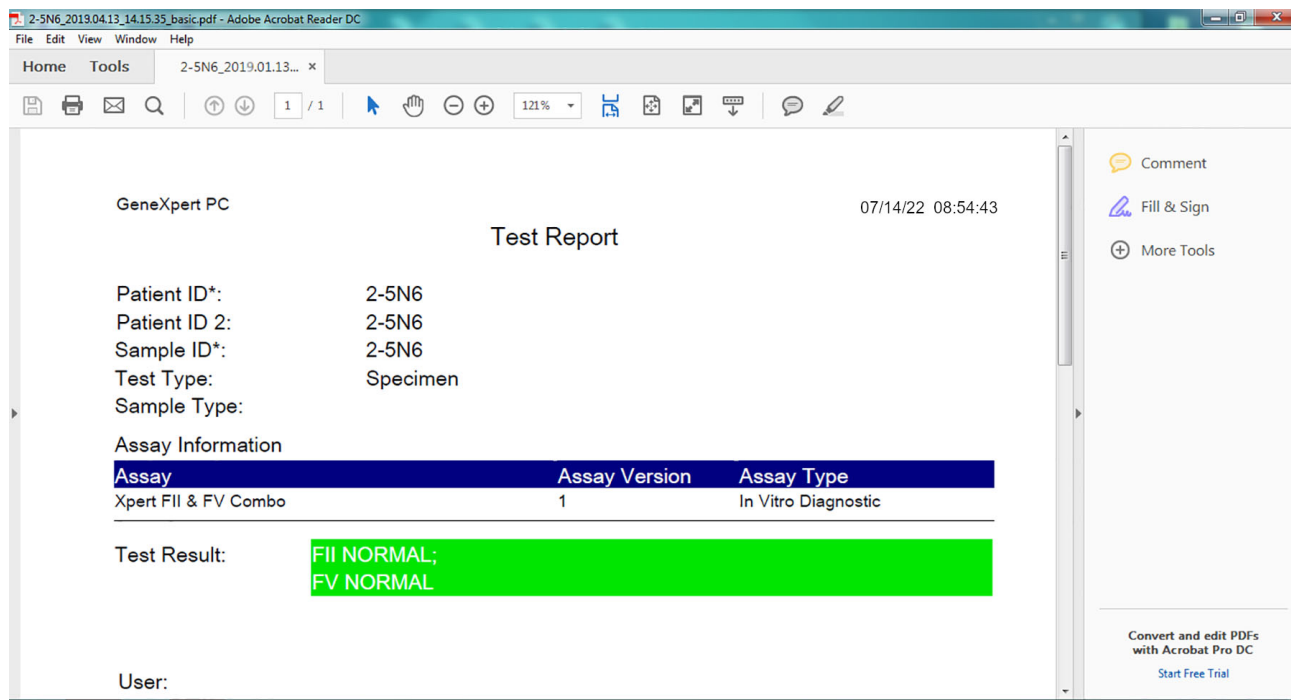 2-5N6_2019.04.13_14.15.35_basic.pdf - Adobe Acrobat Reader DC
File Edit View Window Help
Home Tools 2-5N6_2019.01.13... ×
1 / 1 121%
Comment
Fill & Sign
More Tools
GeneXpert PC 07/14/22 08:54:43
Test Report
Patient ID*: 2-5N6
Patient ID 2: 2-5N6
Sample ID*: 2-5N6
Test Type: Specimen
Sample Type:
Assay Information
Assay Assay Version Assay Type
Xpert FII & FV Combo 1 In Vitro Diagnostic
Test Result: FII NORMAL;
FV NORMAL
User:
Convert and edit PDFs
with Acrobat Pro DC
Start Free Trial